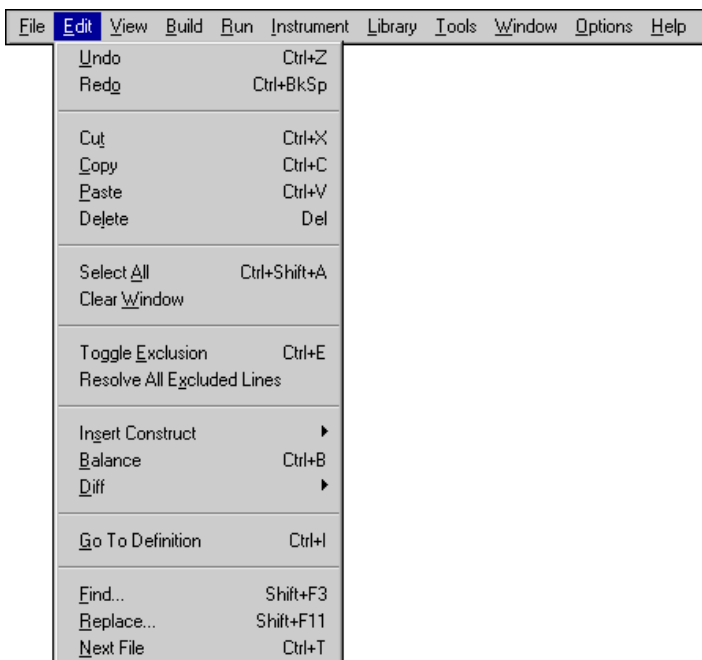 File Edit View Build Run Instrument Library Tools Window Options Help
Undo Ctrl+Z
Redo Ctrl+BkSp
Cut Ctrl+X
Copy Ctrl+C
Paste Ctrl+V
Delete Del
Select All Ctrl+Shift+A
Clear Window
Toggle Exclusion Ctrl+E
Resolve All Excluded Lines
Insert Construct
Balance Ctrl+B
Diff
Go To Definition Ctrl+I
Find... Shift+F3
Replace... Shift+F11
Next File Ctrl+T